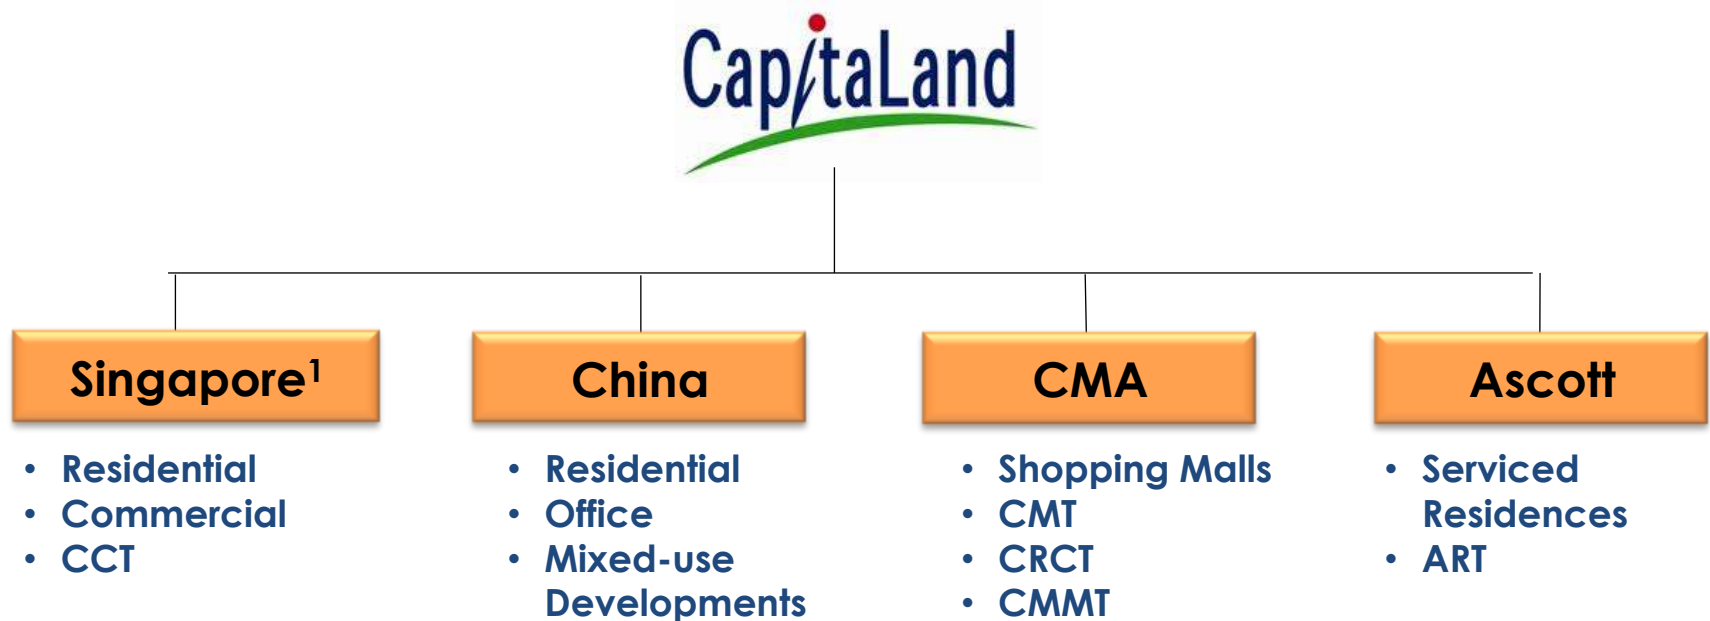 CapitaLand
Singapore¹
China
CMA
Ascott
• Residential
• Commercial
• CCT
• Residential
• Office
• Mixed-use
Developments
• Shopping Malls
• CMT
• CRCT
• CMMT
• Serviced
Residences
• ART